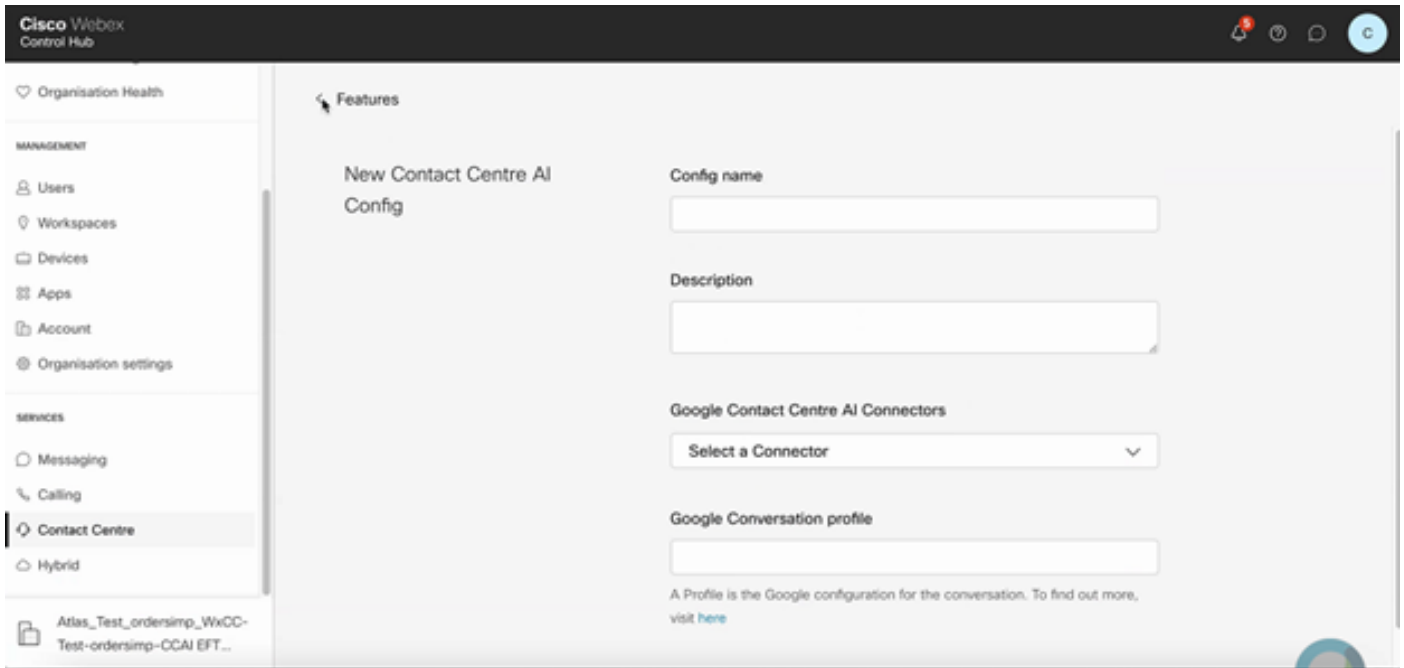 Cisco Webex
Control Hub
5
C
Organisation Health
MANAGEMENT
Users
Workspaces
Devices
Apps
Account
Organisation settings
SERVICES
Messaging
Calling
Contact Centre
Hybrid
Atlas_Test_ordersimp_WxCC-
Test-ordersimp-CCAI EFT...
Features
New Contact Centre AI
Config
Config name
Description
Google Contact Centre AI Connectors
Select a Connector
Google Conversation profile
A Profile is the Google configuration for the conversation. To find out more,
visit here